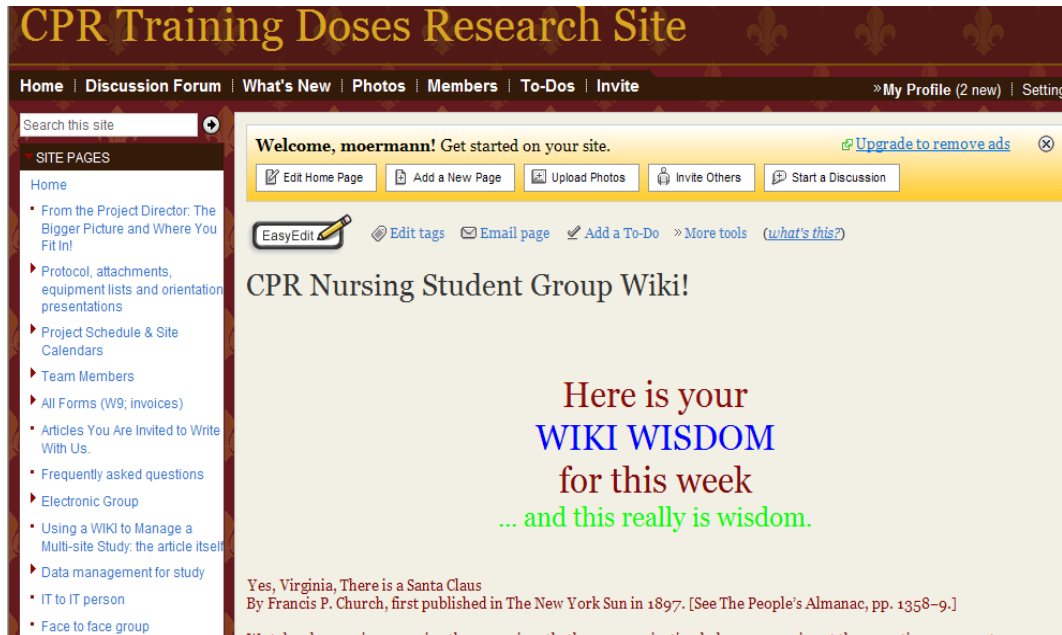 CPR Training Doses Research Site
Home | Discussion Forum | What's New | Photos | Members | To-Dos | Invite
»My Profile (2 new) | Setting
Search this site
SITE PAGES
Home
From the Project Director: The
Bigger Picture and Where You
Fit In!
Protocol, attachments,
equipment lists and orientation
presentations
Project Schedule & Site
Calendars
Team Members
All Forms (W9; invoices)
Articles You Are Invited to Write
With Us.
Frequently asked questions
Electronic Group
Using a WIKI to Manage a
Multi-site Study: the article itself
Data management for study
IT to IT person
Face to face group
Welcome, moermann! Get started on your site.
Upgrade to remove ads
Edit Home Page
Add a New Page
Upload Photos
Invite Others
Start a Discussion
EasyEdit
Edit tags
Email page
Add a To-Do
»More tools
(what's this?)
CPR Nursing Student Group Wiki!
Here is your
WIKI WISDOM
for this week
... and this really is wisdom.
Yes, Virginia, There is a Santa Claus
By Francis P. Church, first published in The New York Sun in 1897. [See The People's Almanac, pp. 1358–9.]